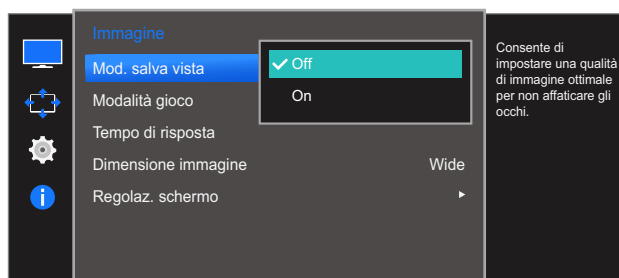 Immagine
Mod. salva vista
Off
On
Modalità gioco
Tempo di risposta
Dimensione immagine Wide
Regolaz. schermo
Consente di
impostare una qualità
di immagine ottimale
per non affaticare gli
occhi.